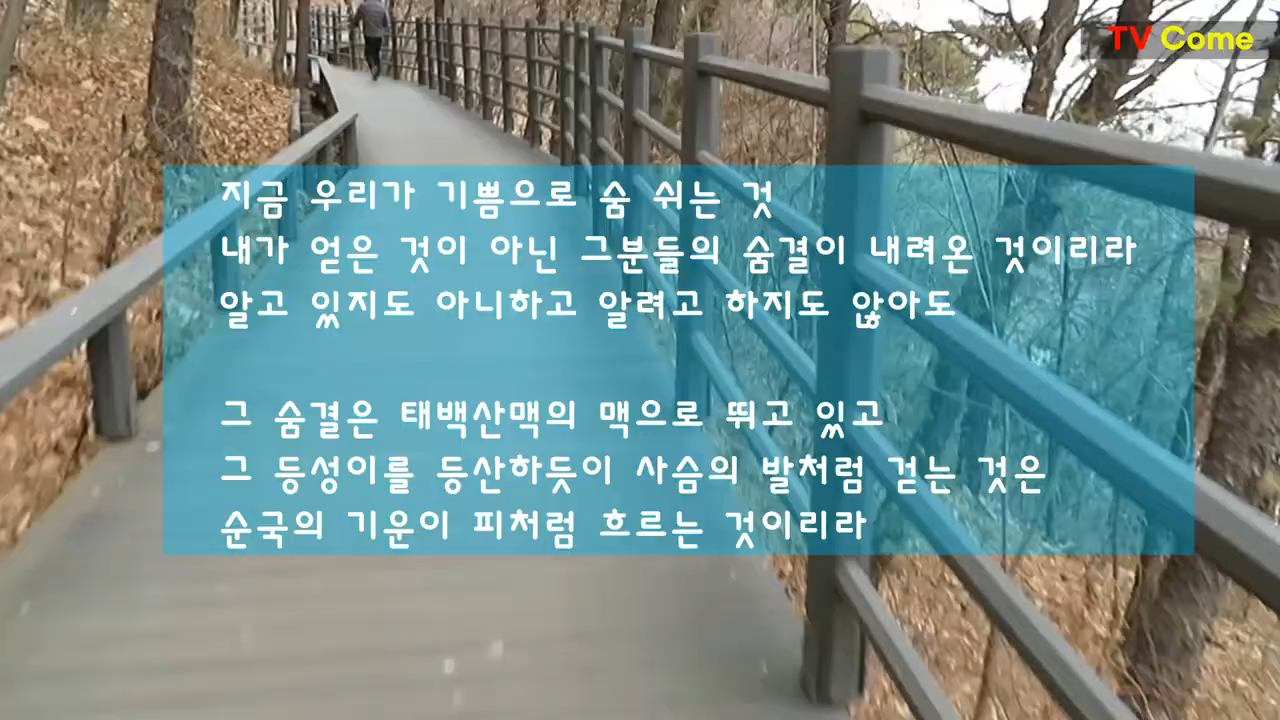 TV Come
지금 우리가 기쁨으로 숨 쉬는 것
내가 얻은 것이 아닌 그분들의 숨결이 내려온 것이리라
알고 있지도 아니하고 알려고 하지도 않아도
그 숨결은 태백산맥의 맥으로 뛰고 있고
그 등성이를 등산하듯이 사슴의 발처럼 걷는 것은
순국의 기운이 피처럼 흐르는 것이리라